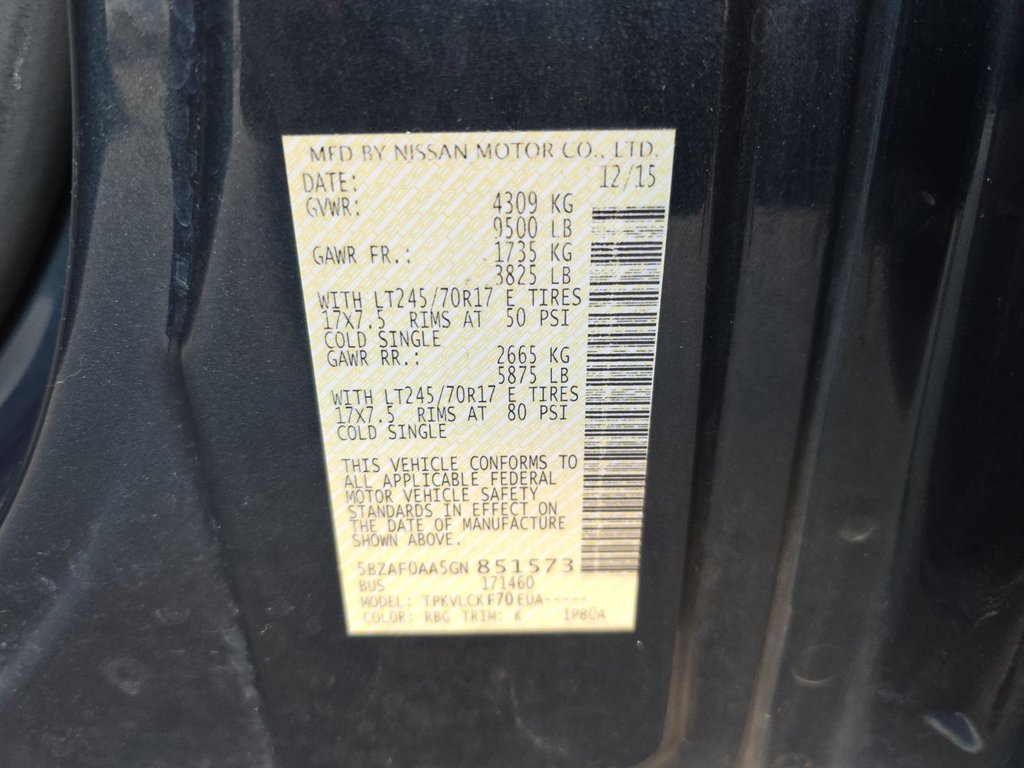 MFD BY NISSAN MOTOR CO., LTD.
DATE: 12/15
GVWR: 4309 KG
9500 LB
GAWR FR.: 1735 KG
3825 LB
WITH LT245/70R17 E TIRES
17X7.5 RIMS AT 50 PSI
COLD SINGLE
GAWR RR.: 2665 KG
5875 LB
WITH LT245/70R17 E TIRES
17X7.5 RIMS AT 80 PSI
COLD SINGLE
THIS VEHICLE CONFORMS TO
ALL APPLICABLE FEDERAL
MOTOR VEHICLE SAFETY
STANDARDS IN EFFECT ON
THE DATE OF MANUFACTURE
SHOWN ABOVE.
5BZAF0AA5GN 851573
BUS 171460
MODEL: TPKVLCKF70EUA-----
COLOR: RBG TRIM: K 1P80A